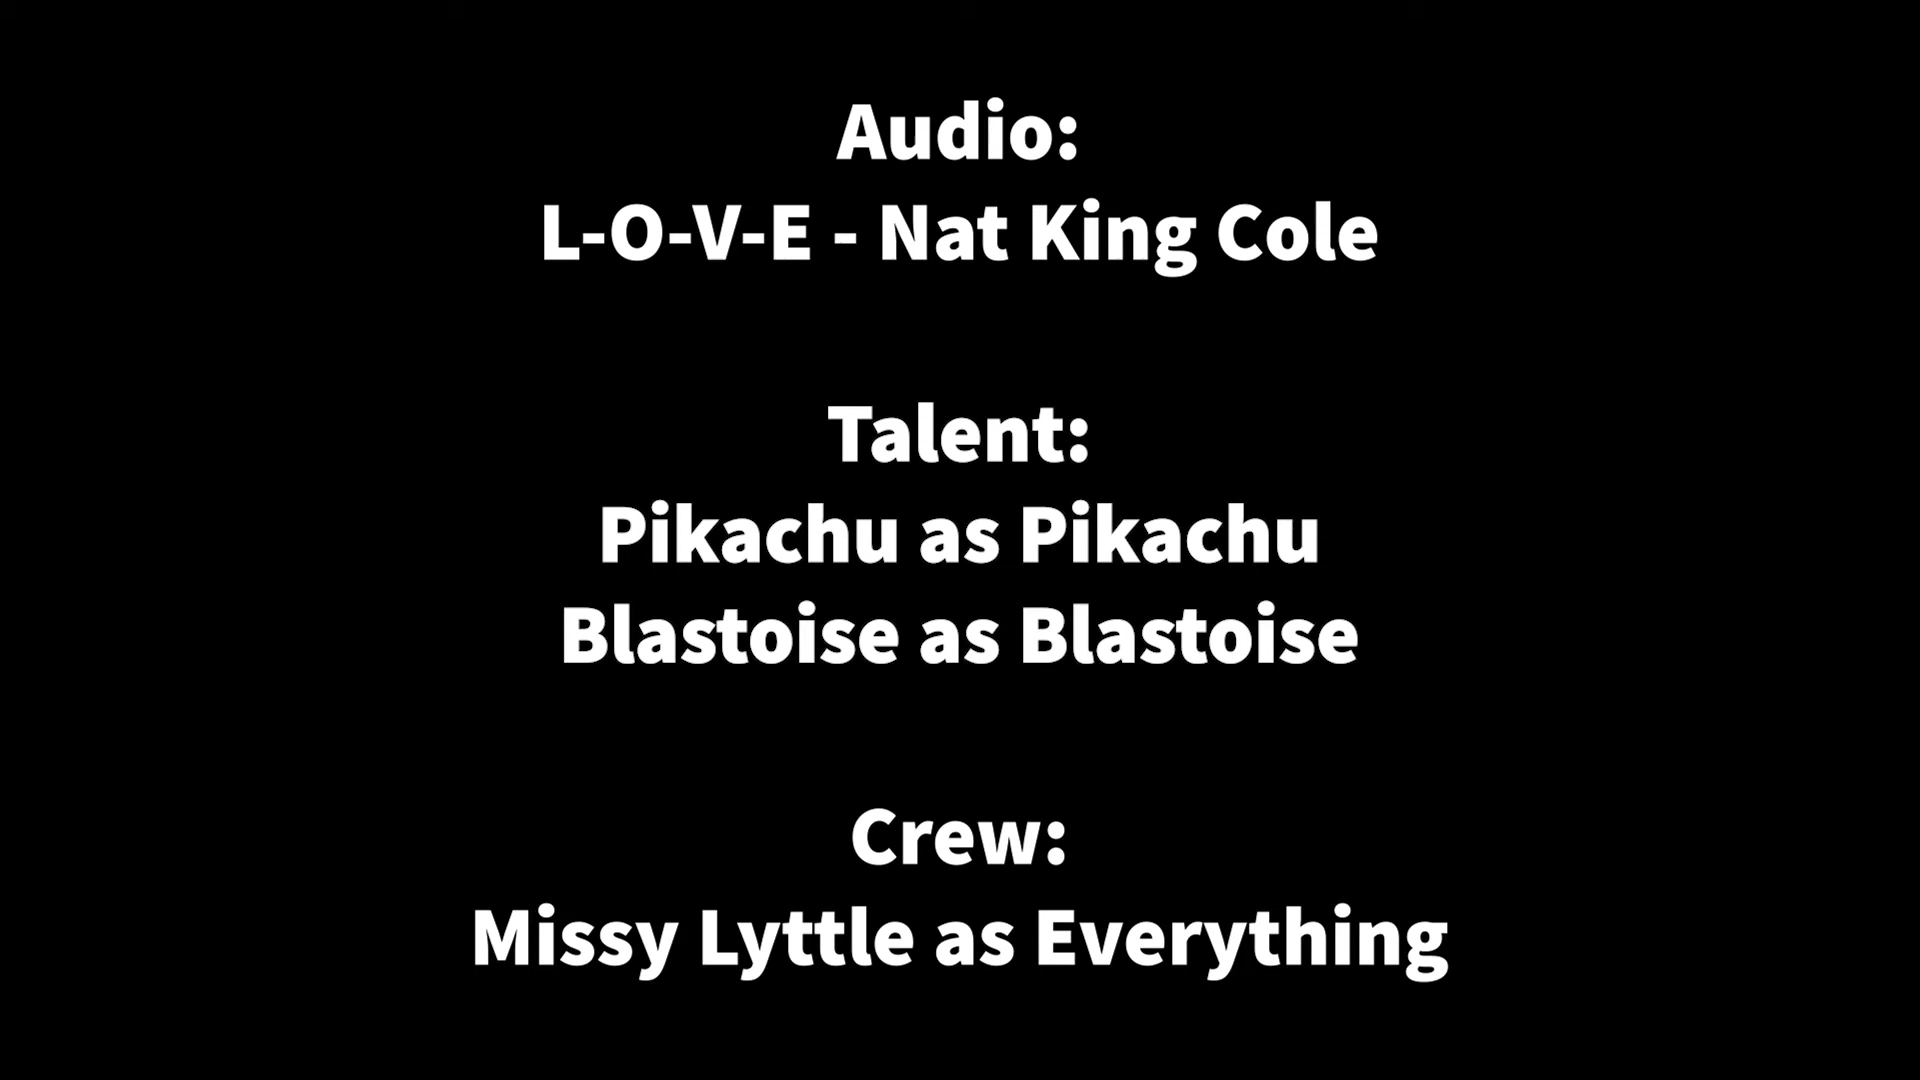 Audio:
L-O-V-E - Nat King Cole
Talent:
Pikachu as Pikachu
Blastoise as Blastoise
Crew:
Missy Lyttle as Everything